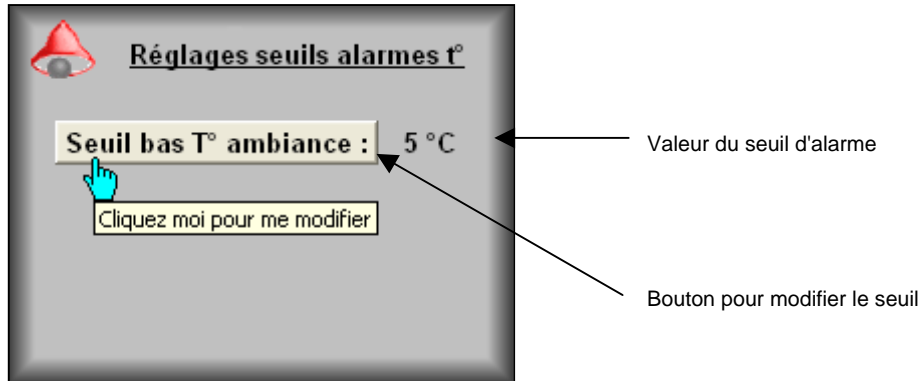 Réglages seuils alarmes t°
Seuil bas T° ambiance : 5 °C
Valeur du seuil d'alarme
Cliquez moi pour me modifier
Bouton pour modifier le seuil